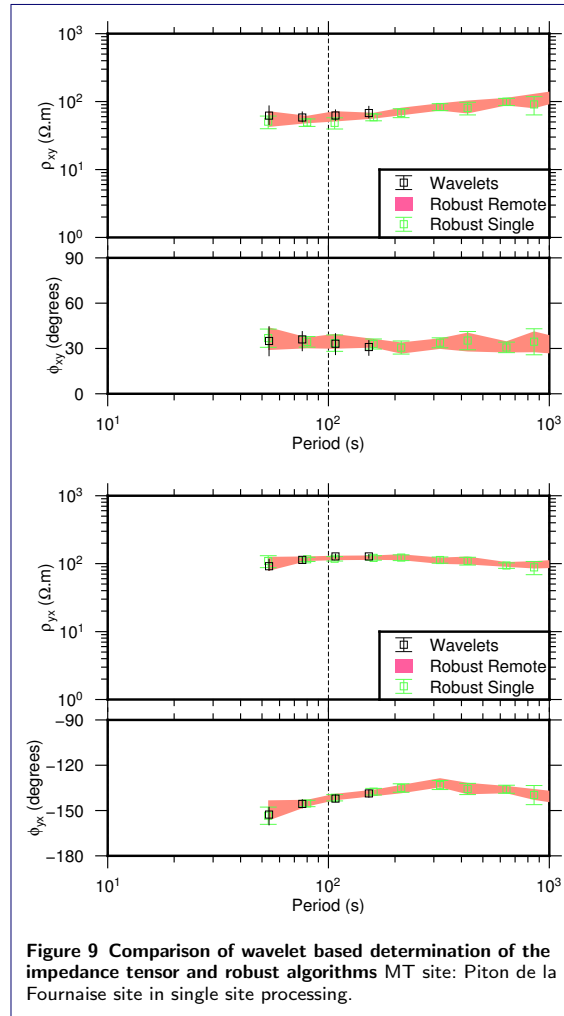 10³
10²
10¹
10⁰
ρxy (Ω.m)
Wavelets
Robust Remote
Robust Single
90
60
30
0
ϕxy (degrees)
10¹ 10² 10³
Period (s)
10³
10²
10¹
10⁰
ρyx (Ω.m)
Wavelets
Robust Remote
Robust Single
−90
−120
−150
−180
ϕyx (degrees)
10¹ 10² 10³
Period (s)
Figure 9 Comparison of wavelet based determination of the
impedance tensor and robust algorithms MT site: Piton de la
Fournaise site in single site processing.